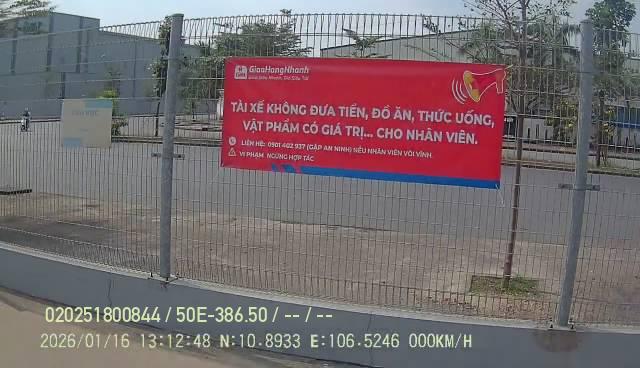 GiaoHangNhanh
TÀI XẾ KHÔNG ĐƯA TIỀN, ĐỒ ĂN, THỨC UỐNG,
VẬT PHẨM CÓ GIÁ TRỊ... CHO NHÂN VIÊN.
LIÊN HỆ: 0901 402 937 (GẶP AN NINH) NẾU NHÂN VIÊN VÒI VĨNH.
VI PHẠM NGỪNG HỢP TÁC
020251800844 / 50E-386.50 / -- / --
2026/01/16 13:12:48 N:10.8933 E:106.5246 000KM/H